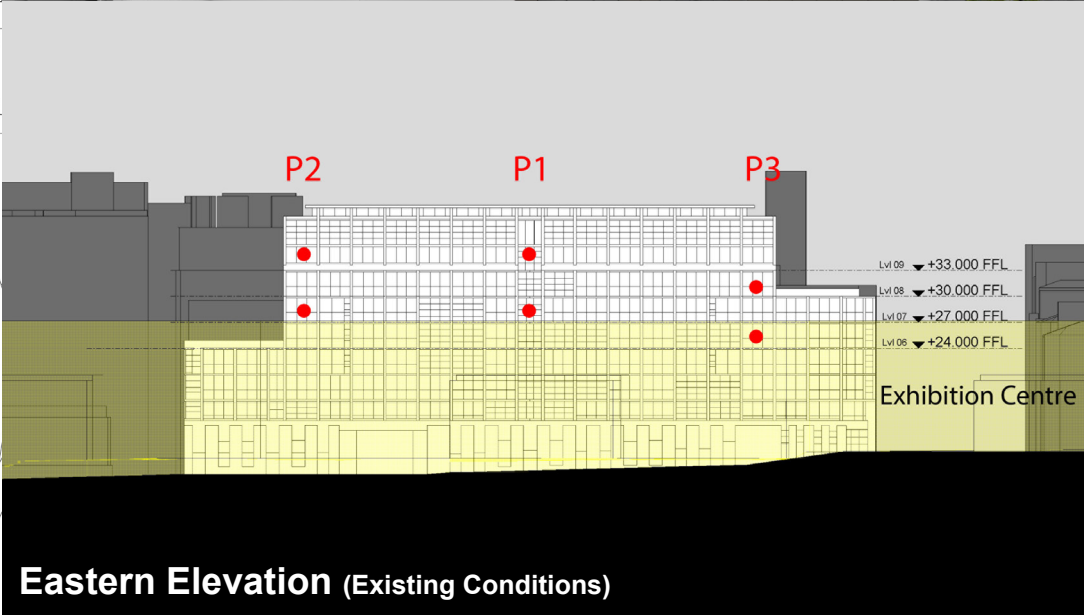 P2 P1 P3
Lvl 09 +33.000 FFL
Lvl 08 +30.000 FFL
Lvl 07 +27.000 FFL
Lvl 06 +24.000 FFL
Exhibition Centre
Eastern Elevation (Existing Conditions)